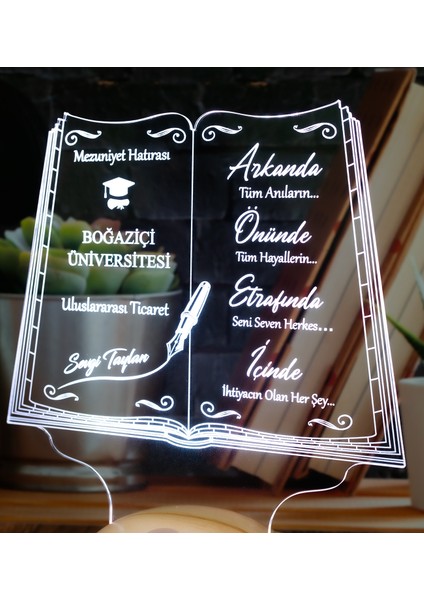 Mezuniyet Hatırası
BOĞAZİÇİ
ÜNİVERSİTESİ
Uluslararası Ticaret
Sevgi Taylan
Arkanda
Tüm Anıların...
Önünde
Tüm Hayallerin...
Etrafında
Seni Seven Herkes...
İçinde
İhtiyacın Olan Her Şey...